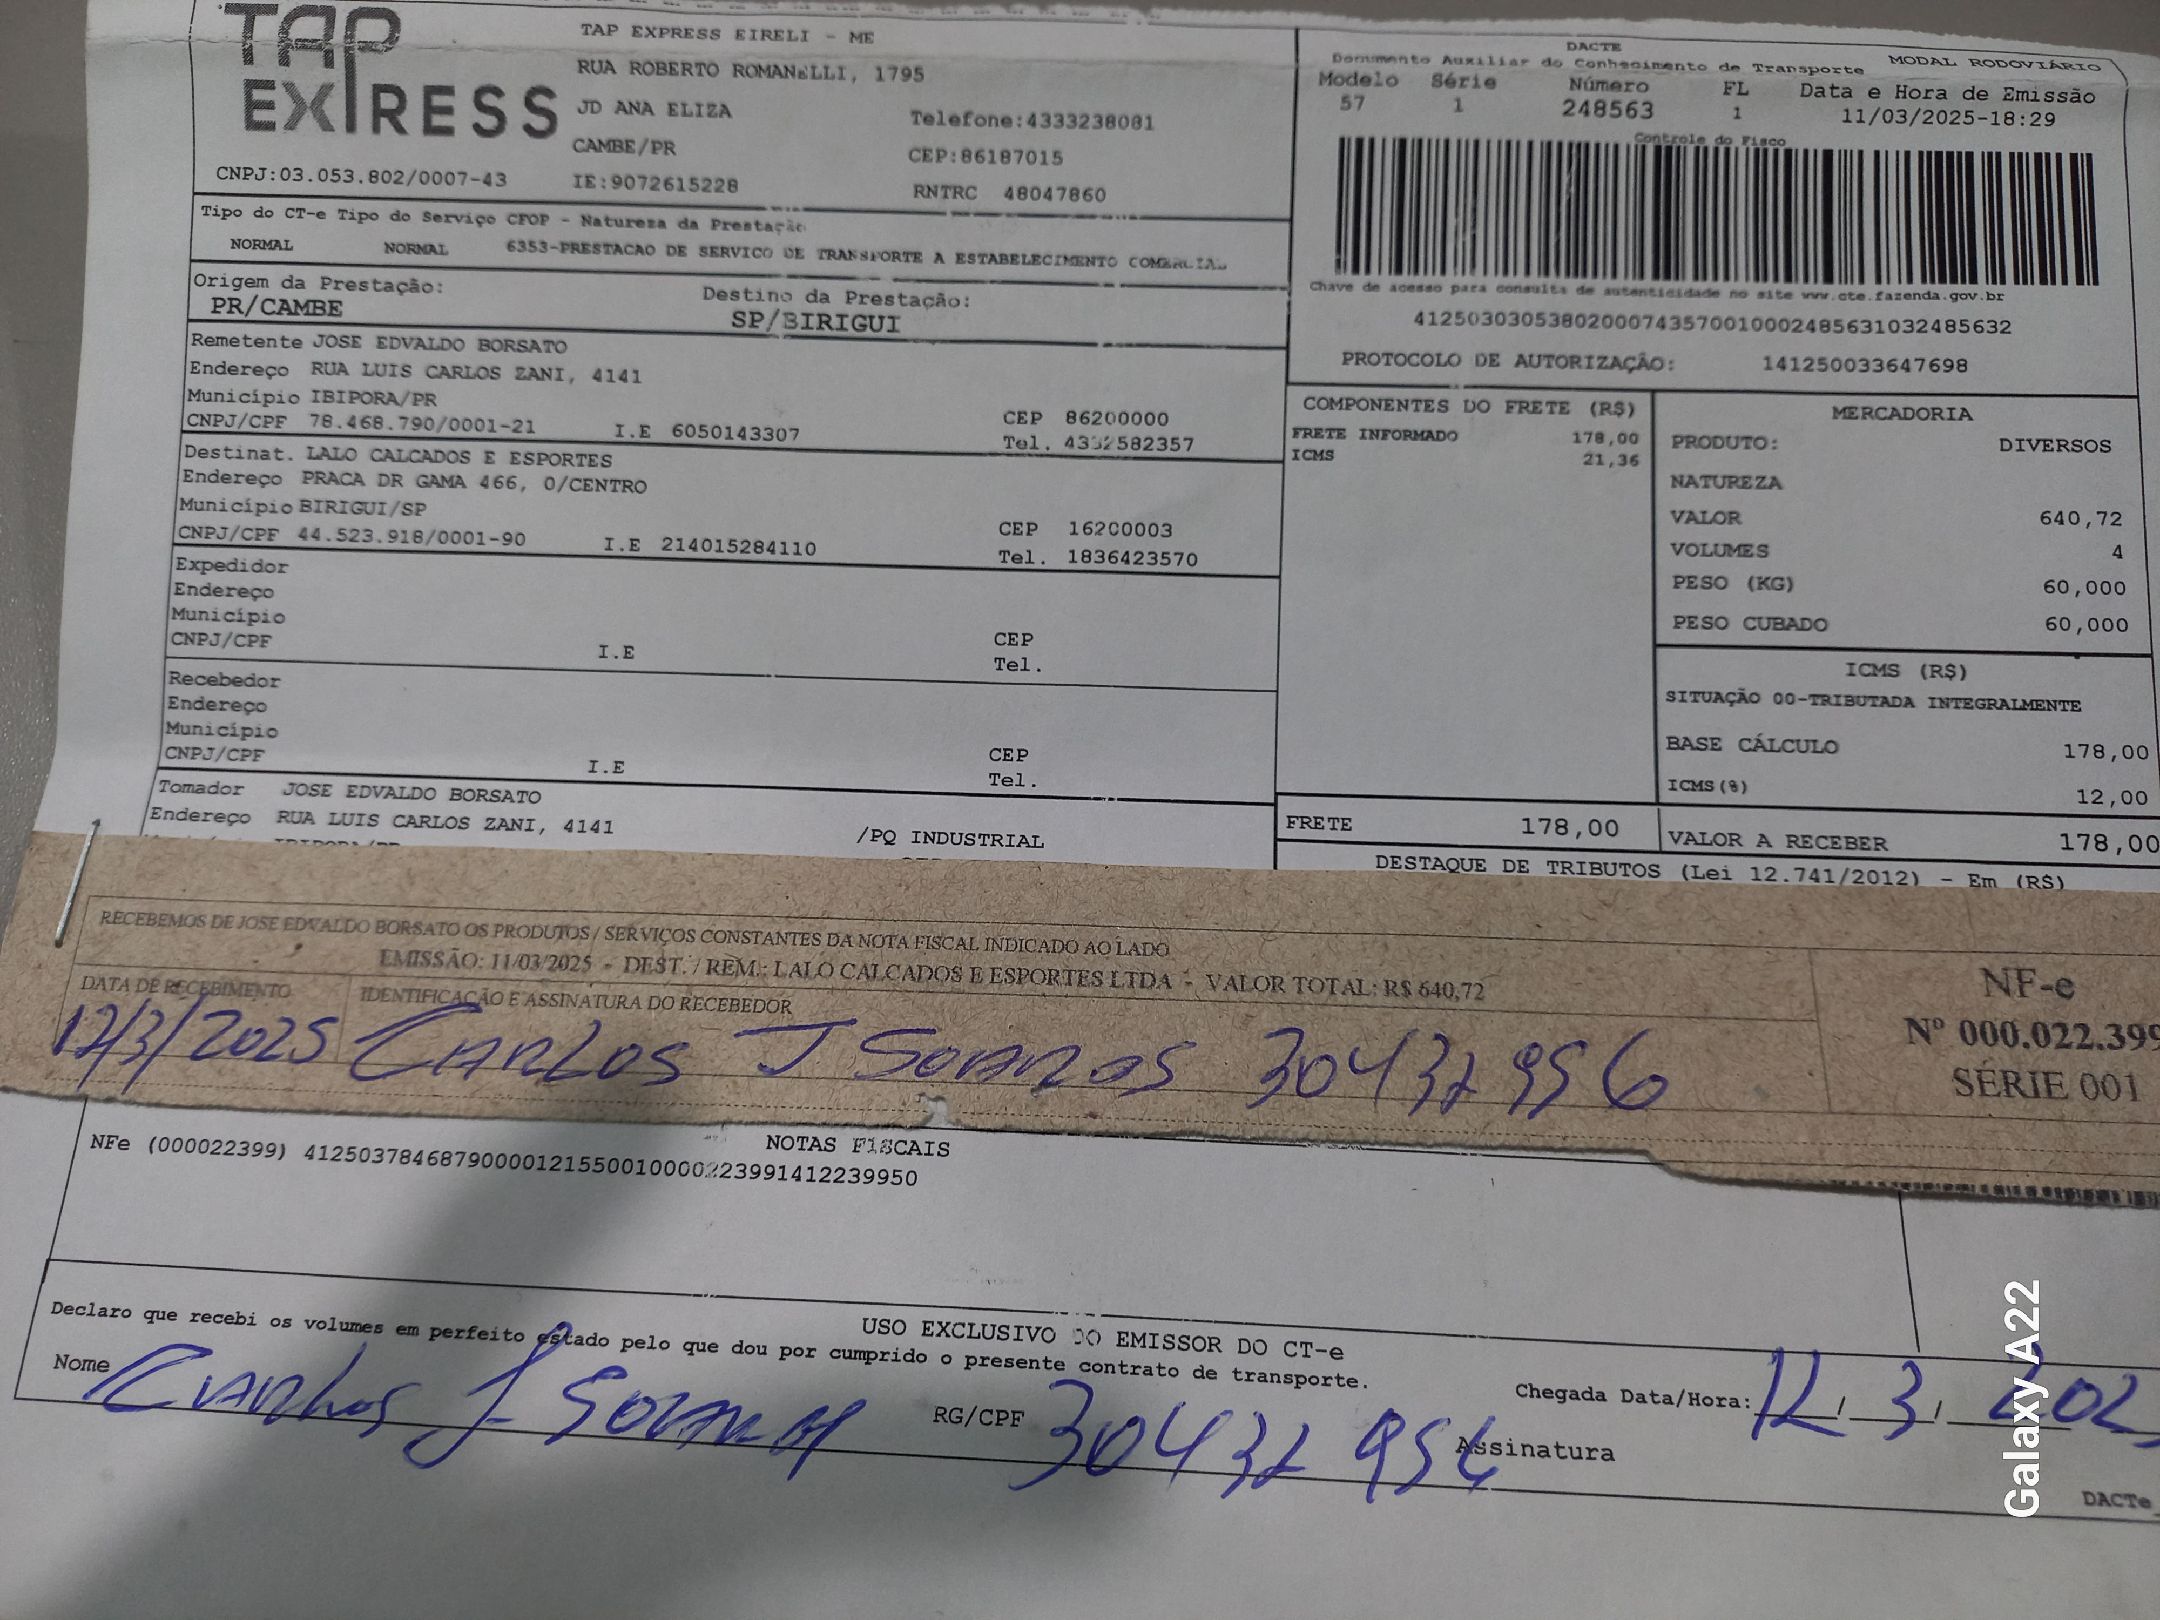 TAP EXPRESS
TAP EXPRESS EIRELI - ME
RUA ROBERTO ROMANELLI, 1795
JD ANA ELIZA
Telefone:4333238081
CAMBE/PR
CEP:86187015
CNPJ:03.053.802/0007-43
IE:9072615228
RNTRC 48047860
DACTE
Documento Auxiliar do Conhecimento de Transporte
MODAL RODOVIÁRIO
Modelo Série Número FL Data e Hora de Emissão
57 1 248563 1 11/03/2025-18:29
Controle do Fisco
Chave de acesso para consulta de autenticidade no site www.cte.fazenda.gov.br
41250303053802000743570010002485631032485632
PROTOCOLO DE AUTORIZAÇÃO: 141250033647698
Tipo do CT-e Tipo do Serviço CFOP - Natureza da Prestação
NORMAL NORMAL 6353-PRESTACAO DE SERVICO DE TRANSPORTE A ESTABELECIMENTO COMERCIAL
Origem da Prestação: Destino da Prestação:
PR/CAMBE SP/BIRIGUI
Remetente JOSE EDVALDO BORSATO
Endereço RUA LUIS CARLOS ZANI, 4141
Município IBIPORA/PR CEP 86200000
CNPJ/CPF 78.468.790/0001-21 I.E 6050143307 Tel. 4332582357
Destinat. LALO CALCADOS E ESPORTES
Endereço PRACA DR GAMA 466, 0/CENTRO
Município BIRIGUI/SP CEP 16200003
CNPJ/CPF 44.523.918/0001-90 I.E 214015284110 Tel. 1836423570
Expedidor
Endereço
Município CEP
CNPJ/CPF I.E Tel.
Recebedor
Endereço
Município CEP
CNPJ/CPF I.E Tel.
Tomador JOSE EDVALDO BORSATO
Endereço RUA LUIS CARLOS ZANI, 4141 /PQ INDUSTRIAL
COMPONENTES DO FRETE (R$)
FRETE INFORMADO 178,00
ICMS 21,36
MERCADORIA
PRODUTO: DIVERSOS
NATUREZA
VALOR 640,72
VOLUMES 4
PESO (KG) 60,000
PESO CUBADO 60,000
ICMS (R$)
SITUAÇÃO 00-TRIBUTADA INTEGRALMENTE
BASE CÁLCULO 178,00
ICMS(%) 12,00
FRETE 178,00 VALOR A RECEBER 178,00
DESTAQUE DE TRIBUTOS (Lei 12.741/2012) - Em (R$)
RECEBEMOS DE JOSE EDVALDO BORSATO OS PRODUTOS / SERVIÇOS CONSTANTES DA NOTA FISCAL INDICADO AO LADO
EMISSÃO: 11/03/2025 - DEST. / REM.: LALO CALCADOS E ESPORTES LTDA - VALOR TOTAL: R$ 640,72
DATA DE RECEBIMENTO IDENTIFICAÇÃO E ASSINATURA DO RECEBEDOR
12/3/2025 CARLOS J SOARES
NF-e
Nº 000.022.399
SÉRIE 001
NOTAS FISCAIS
NFe (000022399) 41250378468790000121550010000223991412239950
USO EXCLUSIVO DO EMISSOR DO CT-e
Declaro que recebi os volumes em perfeito estado pelo que dou por cumprido o presente contrato de transporte.
Nome Carlos J
RG/CPF
Chegada Data/Hora: 12/3/202
Assinatura
DACTe
Galaxy A22